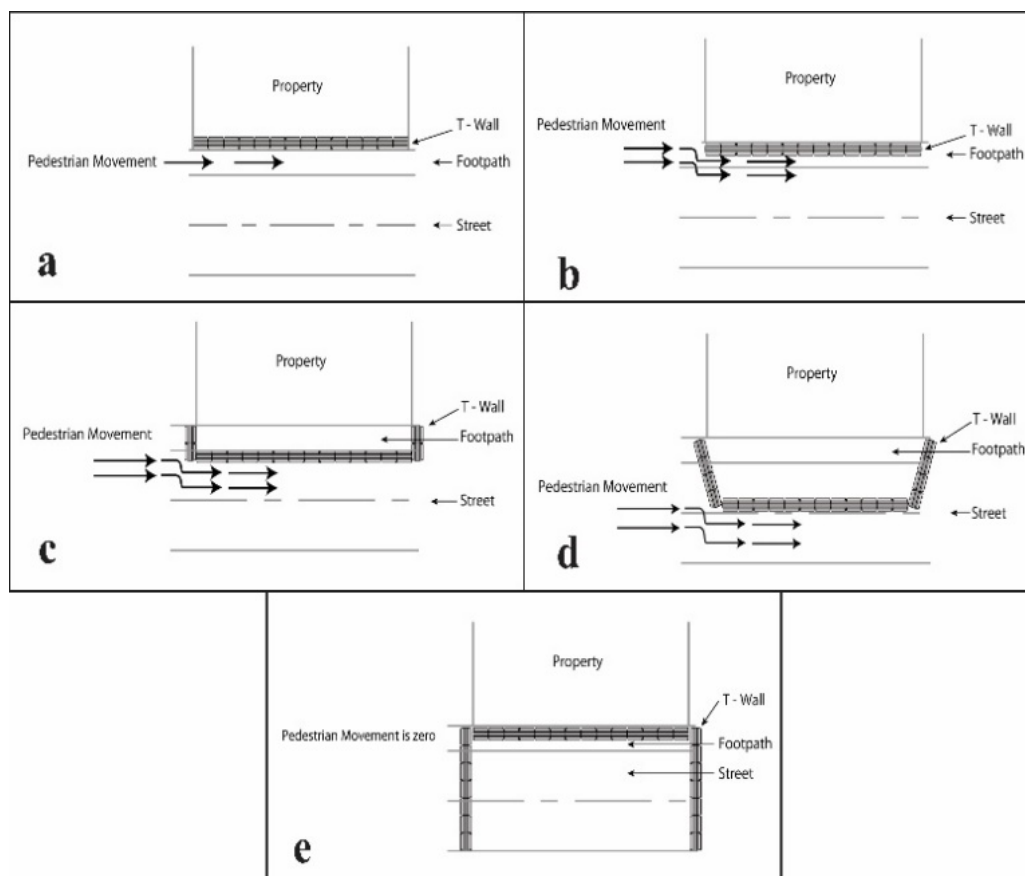 Property
T - Wall
Pedestrian Movement
Footpath
Street
a
Property
Pedestrian Movement
T - Wall
Footpath
Street
b
Property
T - Wall
Pedestrian Movement
Footpath
Street
c
Property
T - Wall
Footpath
Pedestrian Movement
Street
d
Property
T - Wall
Pedestrian Movement is zero
Footpath
Street
e